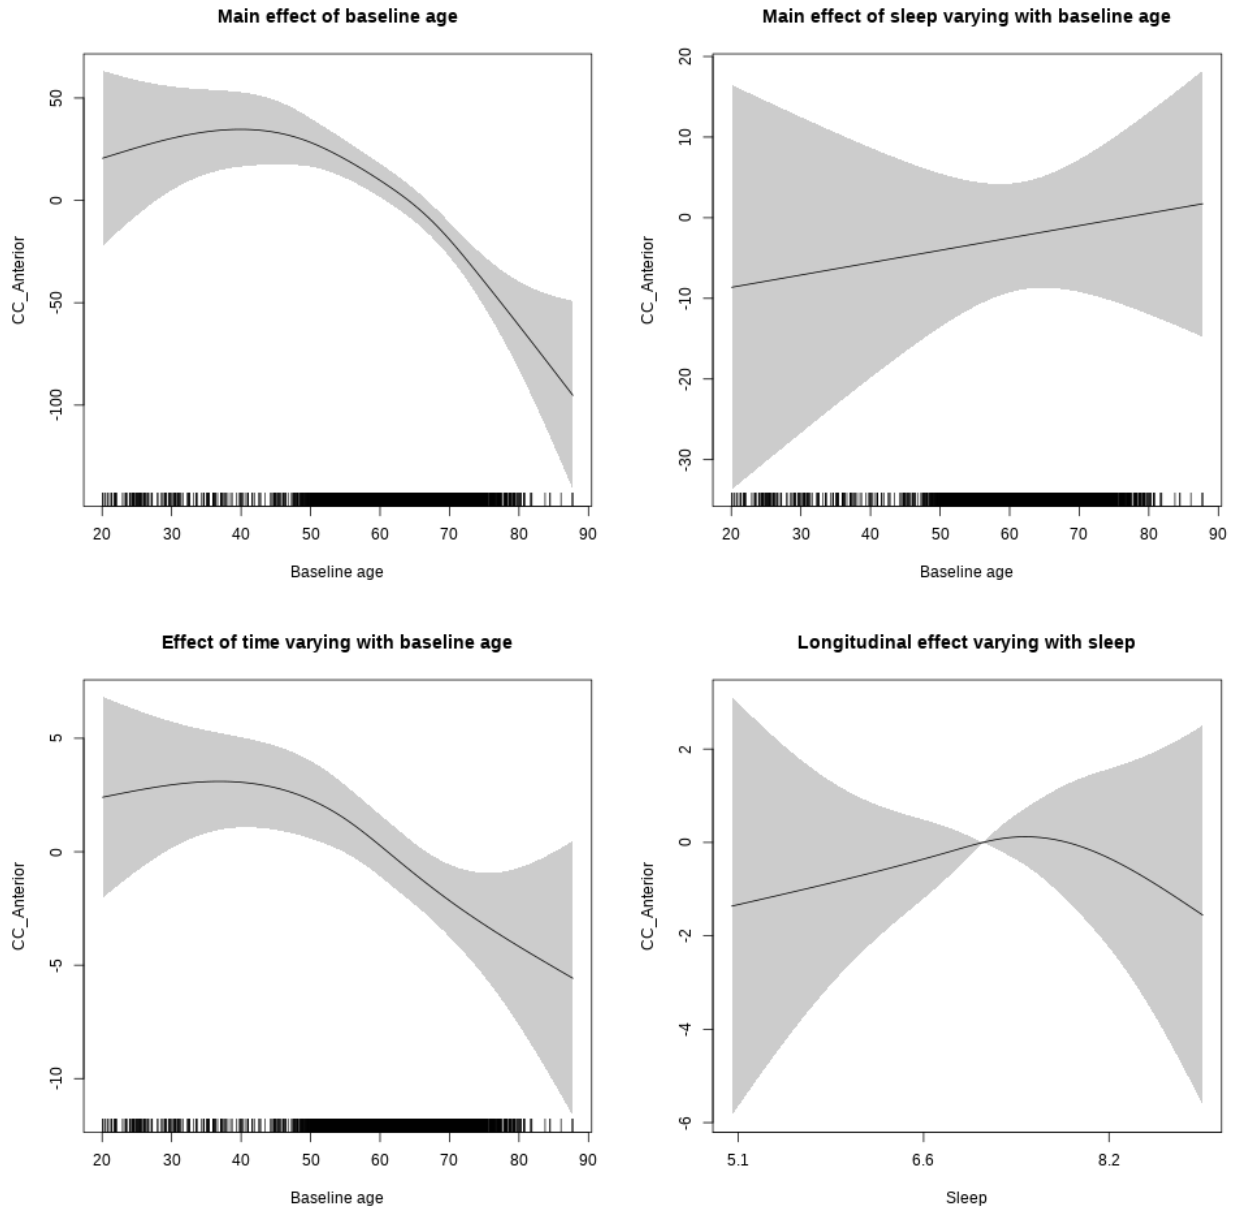 Main effect of baseline age
CC_Anterior
50
0
-50
-100
20 30 40 50 60 70 80 90
Baseline age
Main effect of sleep varying with baseline age
CC_Anterior
20
10
0
-10
-20
-30
20 30 40 50 60 70 80 90
Baseline age
Effect of time varying with baseline age
CC_Anterior
5
0
-5
-10
20 30 40 50 60 70 80 90
Baseline age
Longitudinal effect varying with sleep
CC_Anterior
2
0
-2
-4
-6
5.1 6.6 8.2
Sleep